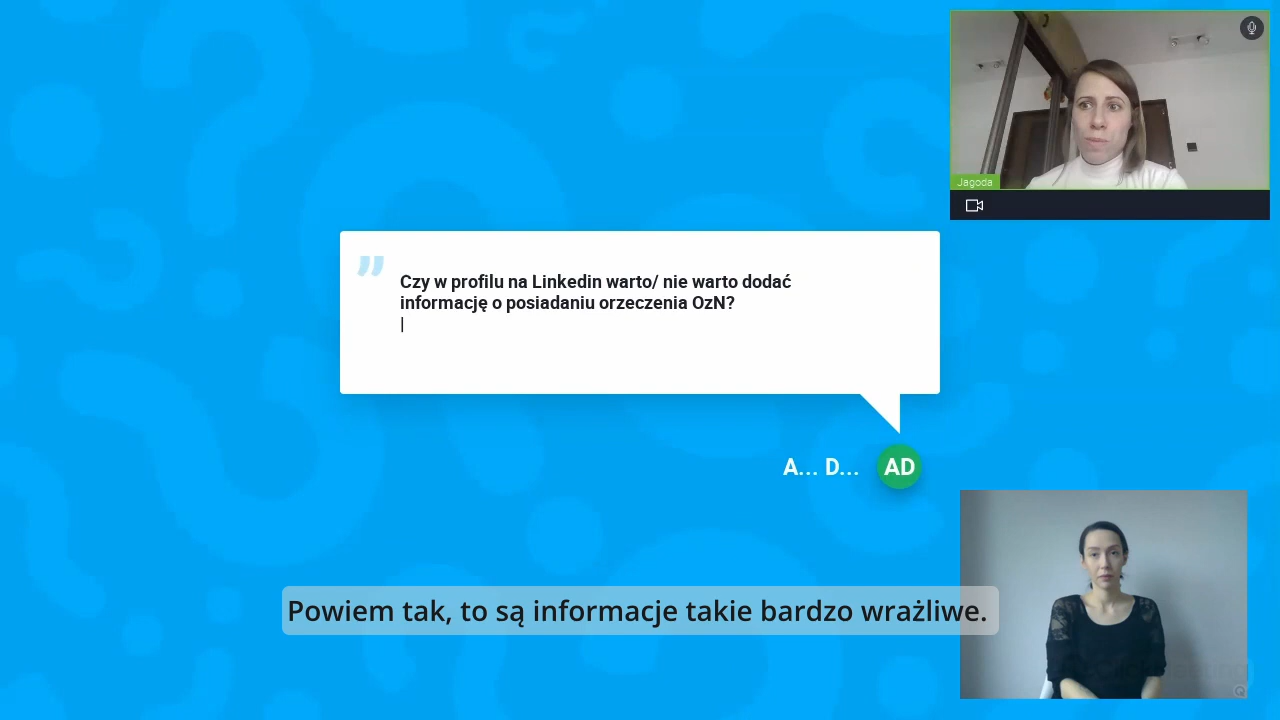 Jagoda
”
Czy w profilu na Linkedin warto/ nie warto dodać
informację o posiadaniu orzeczenia OzN?
A... D... AD
Powiem tak, to są informacje takie bardzo wrażliwe.